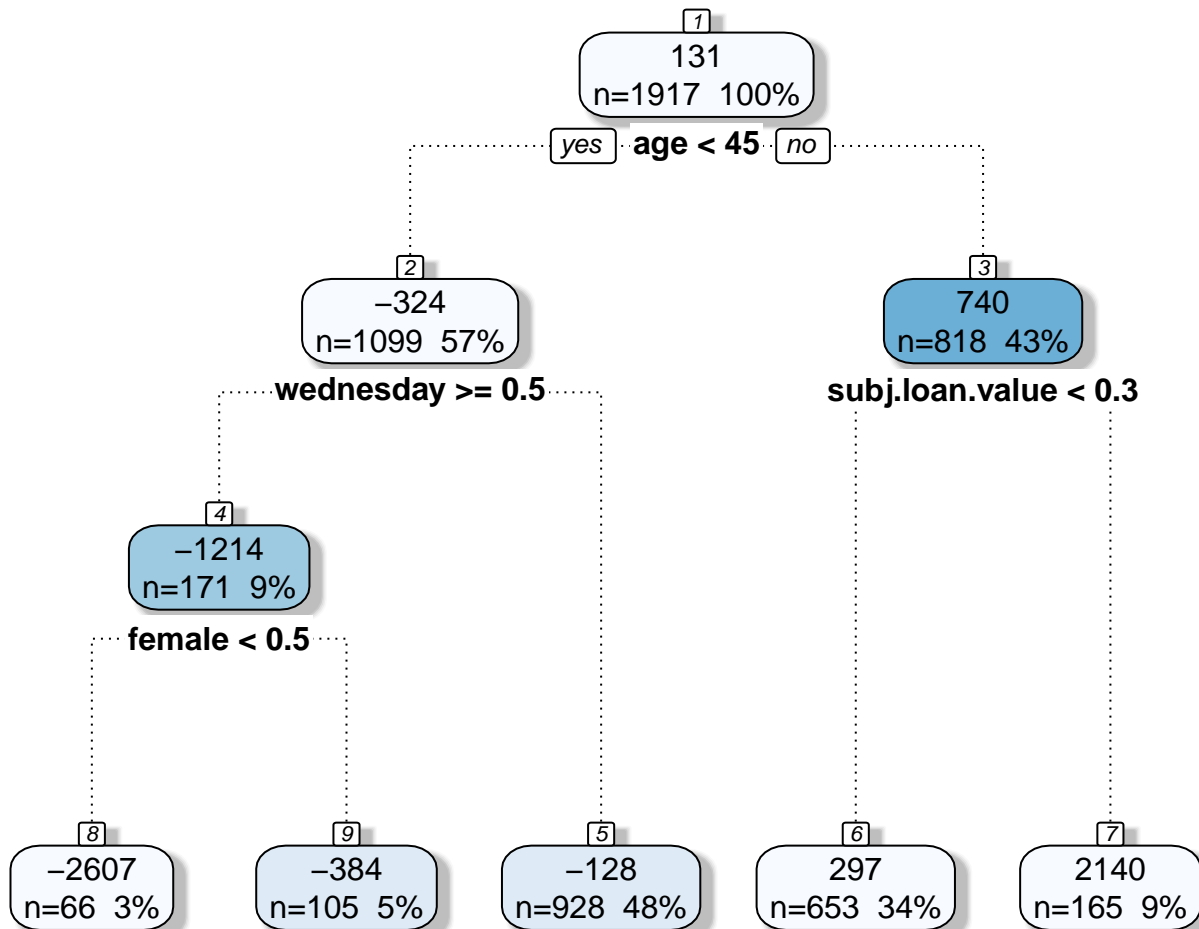 1
131
n=1917 100%
yes age < 45 no
2
−324
n=1099 57%
3
740
n=818 43%
wednesday >= 0.5
subj.loan.value < 0.3
4
−1214
n=171 9%
female < 0.5
8
−2607
n=66 3%
9
−384
n=105 5%
5
−128
n=928 48%
6
297
n=653 34%
7
2140
n=165 9%